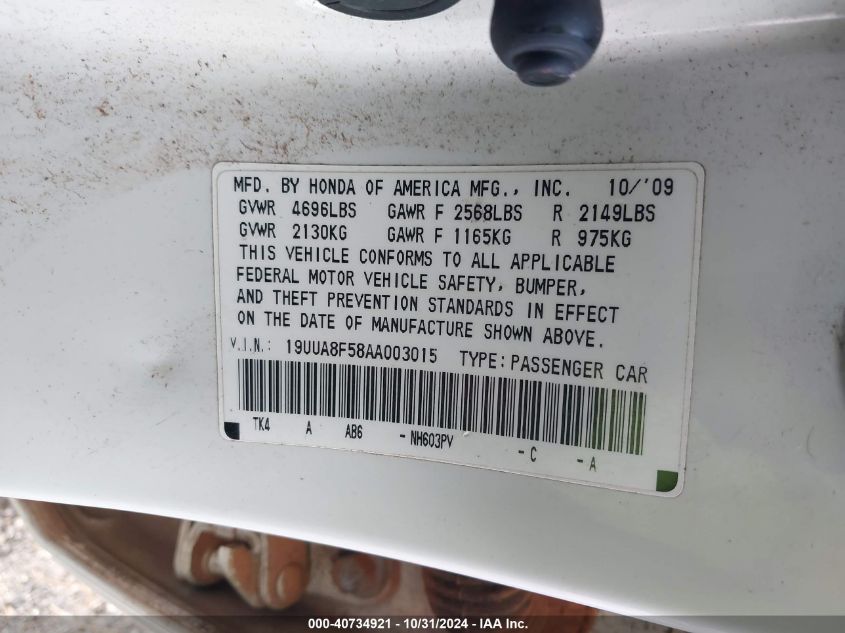 MFD. BY HONDA OF AMERICA MFG., INC. 10/'09
GVWR 4696LBS GAWR F 2568LBS R 2149LBS
GVWR 2130KG GAWR F 1165KG R 975KG
THIS VEHICLE CONFORMS TO ALL APPLICABLE
FEDERAL MOTOR VEHICLE SAFETY, BUMPER,
AND THEFT PREVENTION STANDARDS IN EFFECT
ON THE DATE OF MANUFACTURE SHOWN ABOVE.
V.I.N.: 19UUA8F58AA003015 TYPE: PASSENGER CAR
TK4 A AB6 -NH603PV -C -A
000-40734921 - 10/31/2024 - IAA Inc.